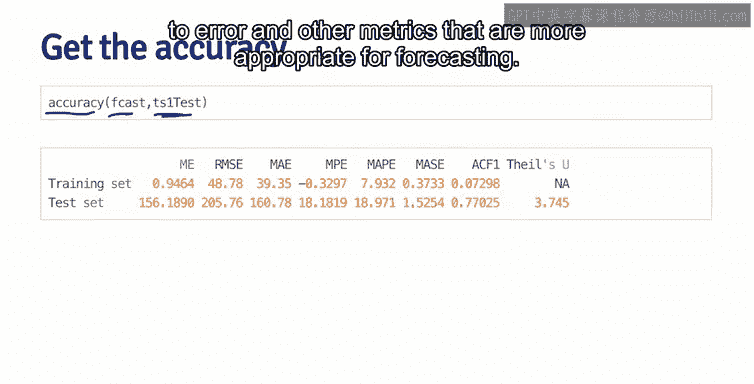 to error and other metrics that are more
appropriate for forecasting.
Get the accuracy
accuracy(fcast,ts1Test)
ME RMSE MAE MPE MAPE MASE ACF1 Theil's U
Training set 0.9464 48.78 39.35 -0.3297 7.932 0.3733 0.07298 NA
Test set 156.1890 205.76 160.78 18.1819 18.971 1.5254 0.77025 3.745